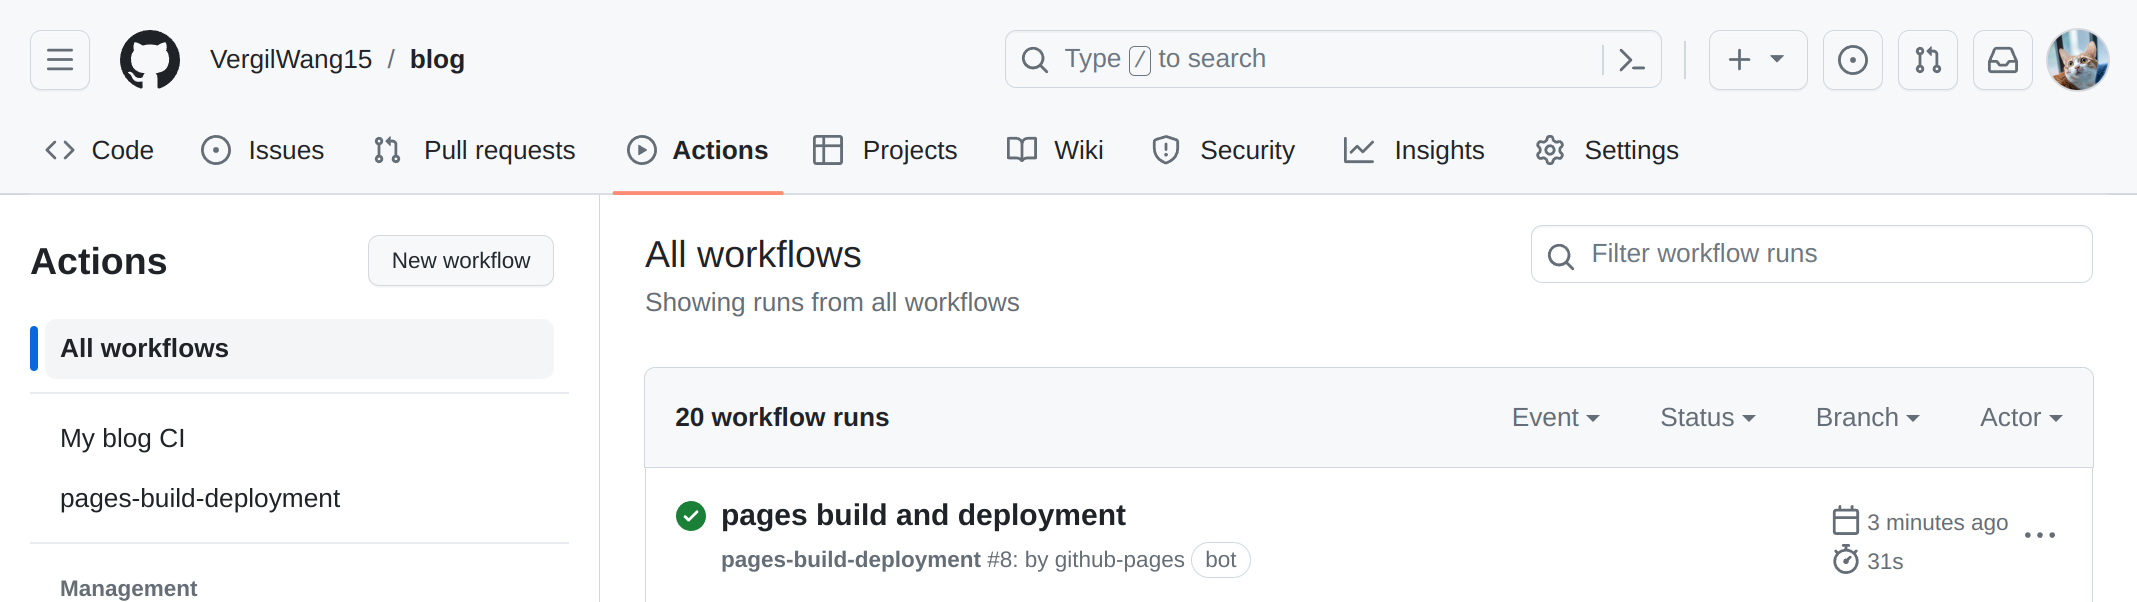 VergilWang15 / blog
Type / to search
Code Issues Pull requests Actions Projects Wiki Security Insights Settings
Actions
New workflow
All workflows
My blog CI
pages-build-deployment
Management
All workflows
Showing runs from all workflows
Filter workflow runs
20 workflow runs
Event Status Branch Actor
pages build and deployment
pages-build-deployment #8: by github-pages bot
3 minutes ago
31s